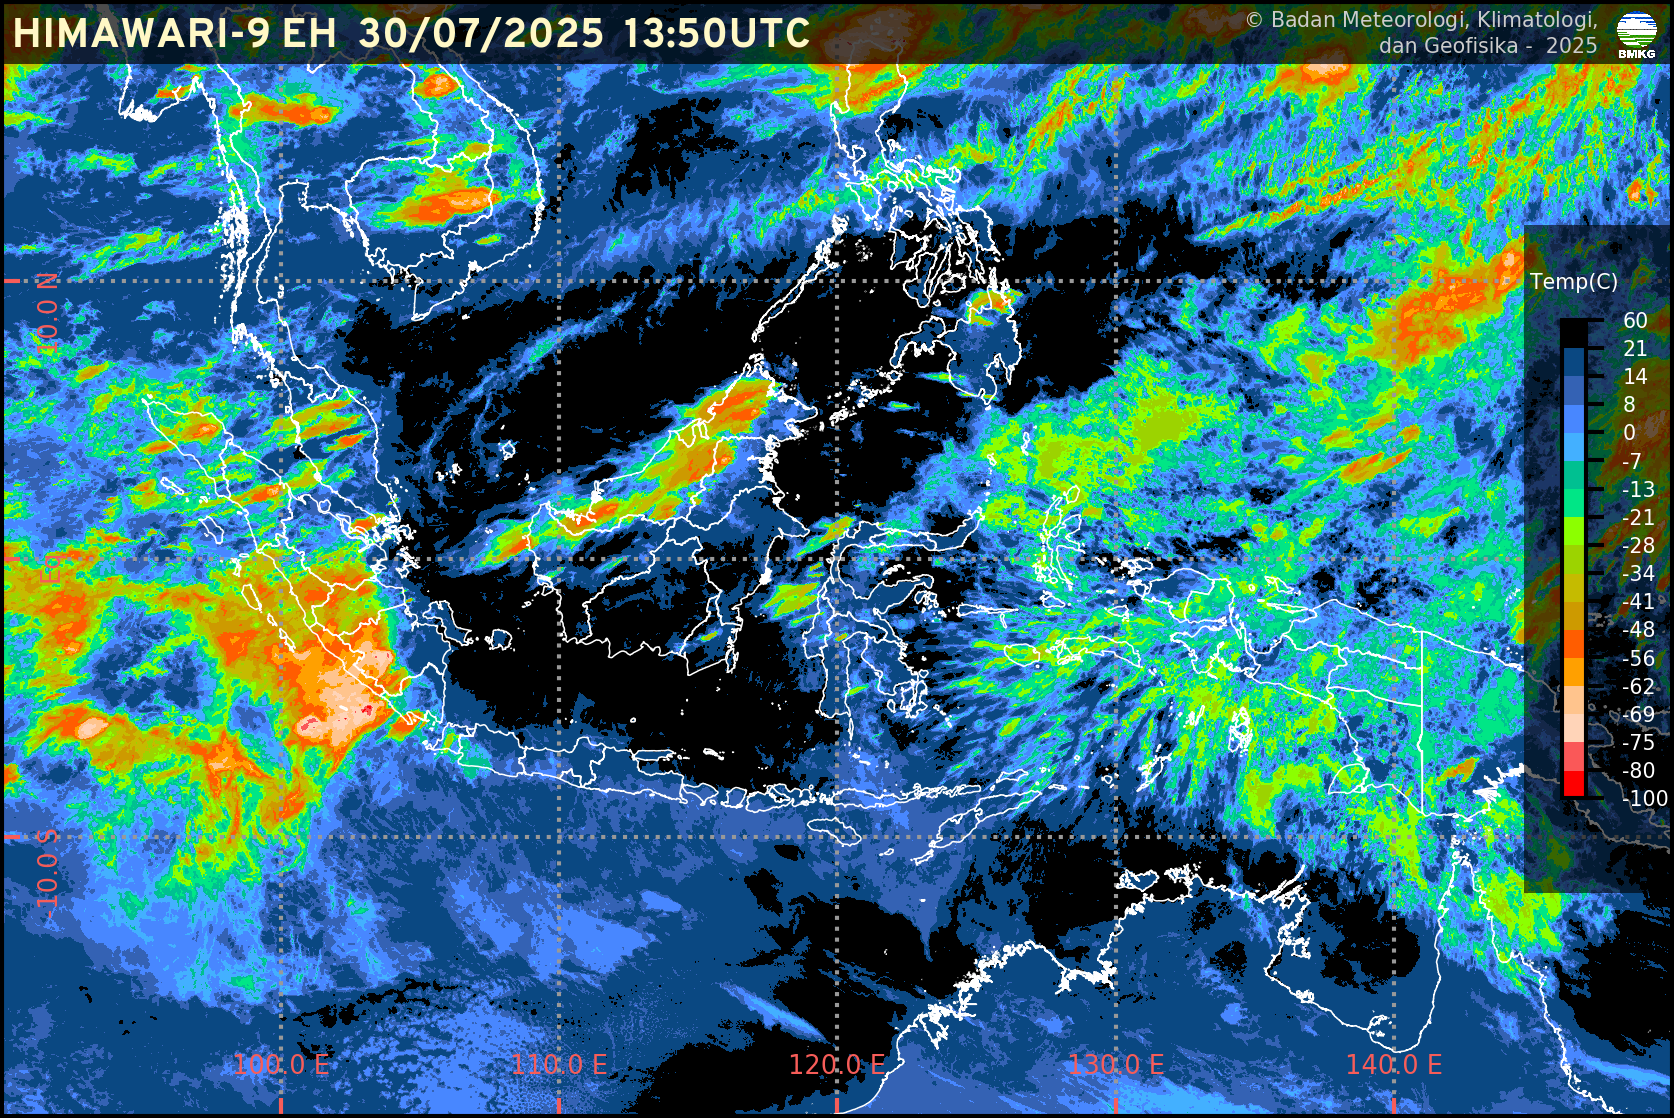 HIMAWARI-9 EH 30/07/2025 13:50UTC
© Badan Meteorologi, Klimatologi,
dan Geofisika - 2025
BMKG
10.0 N
Eq
-10.0 S
Temp(C)
60
21
14
8
0
-7
-13
-21
-28
-34
-41
-48
-56
-62
-69
-75
-80
-100
100.0 E
110.0 E
120.0 E
130.0 E
140.0 E